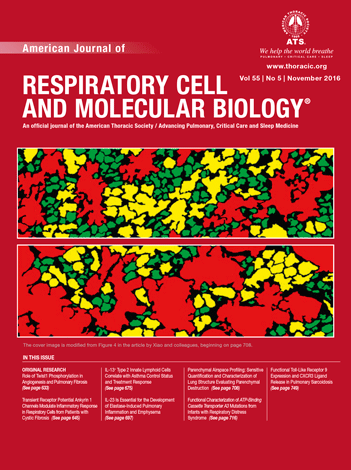 ATS®
We help the world breathe
PULMONARY • CRITICAL CARE • SLEEP
www.thoracic.org
American Journal of
Vol 55 | No 5 | November 2016
RESPIRATORY CELL
AND MOLECULAR BIOLOGY®
An official journal of the American Thoracic Society / Advancing Pulmonary, Critical Care and Sleep Medicine
The cover image is modified from Figure 4 in the article by Xiao and colleagues, beginning on page 708.
IN THIS ISSUE
ORIGINAL RESEARCH
Role of Twist1 Phosphorylation in
Angiogenesis and Pulmonary Fibrosis
(See page 633)
Transient Receptor Potential Ankyrin 1
Channels Modulate Inflammatory Response
in Respiratory Cells from Patients with
Cystic Fibrosis (See page 645)
IL-13+ Type 2 Innate Lymphoid Cells
Correlate with Asthma Control Status
and Treatment Response
(See page 675)
IL-23 Is Essential for the Development
of Elastase-Induced Pulmonary
Inflammation and Emphysema
(See page 697)
Parenchymal Airspace Profiling: Sensitive
Quantification and Characterization of
Lung Structure Evaluating Parenchymal
Destruction (See page 708)
Functional Characterization of ATP-Binding
Cassette Transporter A3 Mutations from
Infants with Respiratory Distress
Syndrome (See page 716)
Functional Toll-Like Receptor 9
Expression and CXCR3 Ligand
Release in Pulmonary Sarcoidosis
(See page 749)